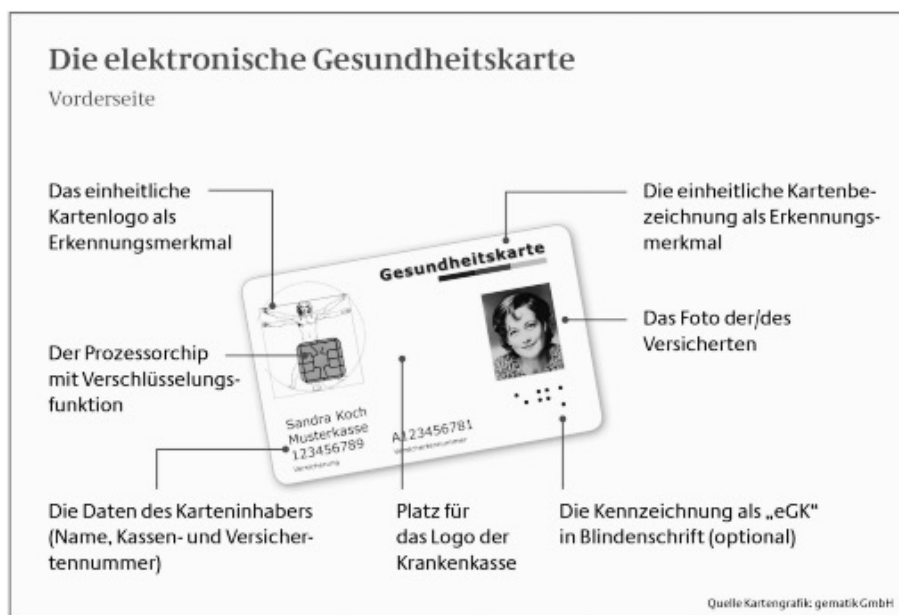 Die elektronische Gesundheitskarte
Vorderseite
Das einheitliche
Kartenlogo als
Erkennungsmerkmal
Die einheitliche Kartenbe-
zeichnung als Erkennungs-
merkmal
Gesundheitskarte
Das Foto der/des
Versicherten
Der Prozessorchip
mit Verschlüsselungs-
funktion
Sandra Koch
Musterkasse
123456789
Versicherung
A123456781
Versichertennummer
Die Daten des Karteninhabers
(Name, Kassen- und Versicher-
tennummer)
Platz für
das Logo der
Krankenkasse
Die Kennzeichnung als „eGK“
in Blindenschrift (optional)
Quelle Kartengrafik: gematik GmbH